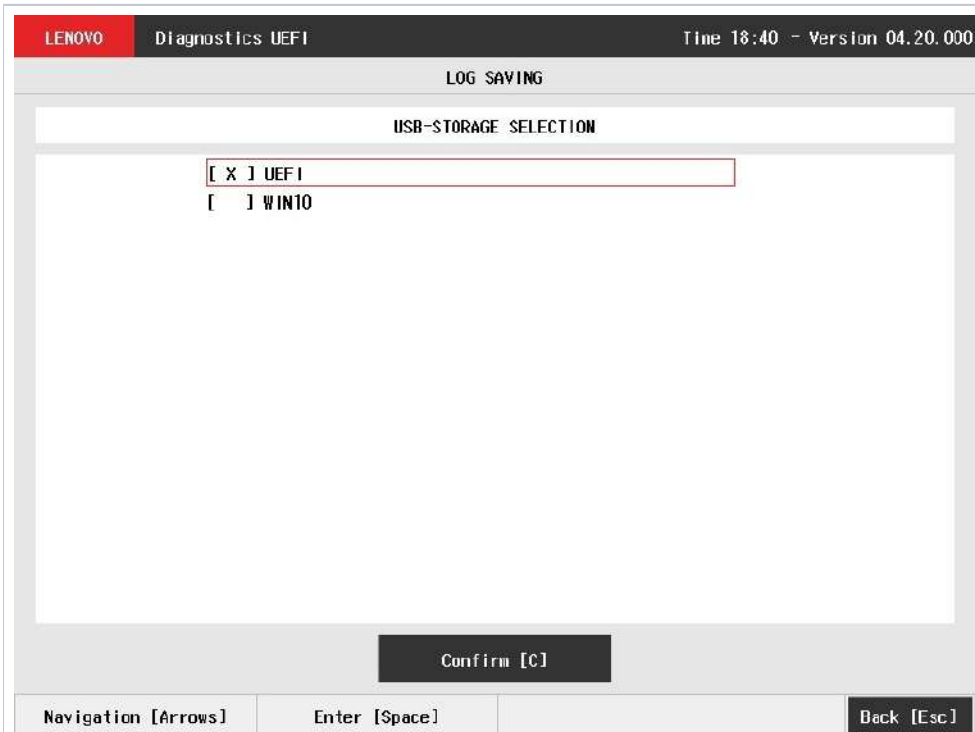 LENOVO Diagnostics UEFI Time 18:40 - Version 04.20.000
LOG SAVING
USB-STORAGE SELECTION
[ X ] UEFI
[   ] WIN10
Confirm [C]
Navigation [Arrows] Enter [Space] Back [Esc]